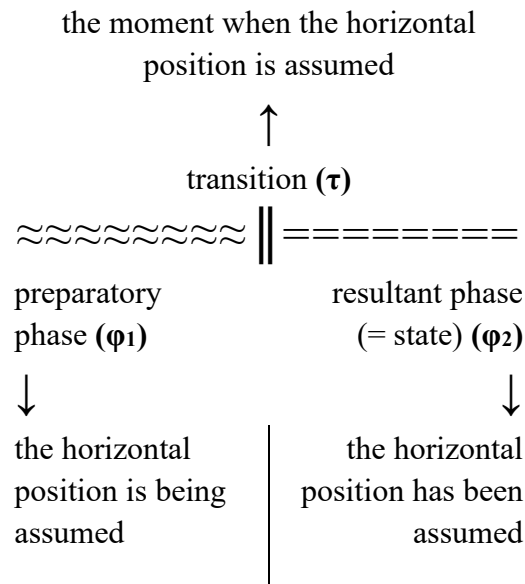 the moment when the horizontal
position is assumed
↑
transition (τ)
≈≈≈≈≈≈≈≈ ‖ ========
preparatory
phase (φ1)
resultant phase
(= state) (φ2)
↓ ↓
the horizontal
position is being
assumed
the horizontal
position has been
assumed